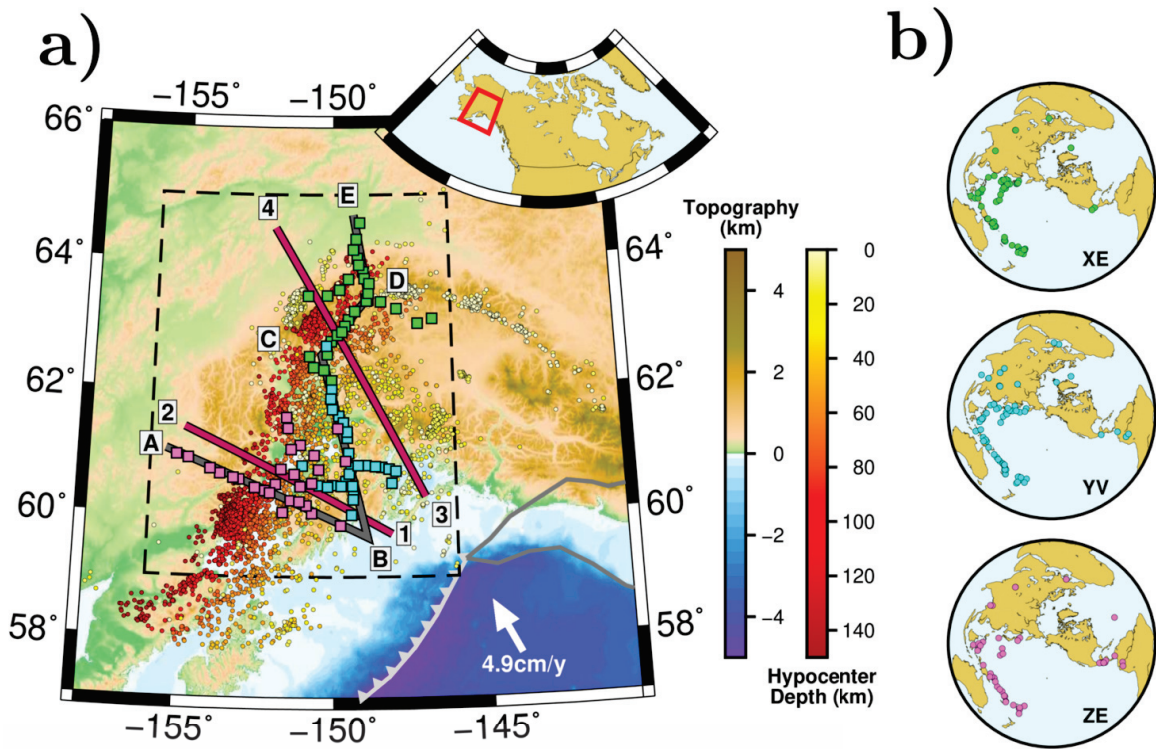 a)
b)
−155˚
−150˚
66˚
64˚
62˚
60˚
58˚
64˚
62˚
60˚
58˚
−155˚
−150˚
−145˚
E
4
D
C
2
A
3
1
B
4.9cm/y
Topography
(km)
4
2
0
−2
−4
0
20
40
60
80
100
120
140
Hypocenter
Depth (km)
XE
YV
ZE